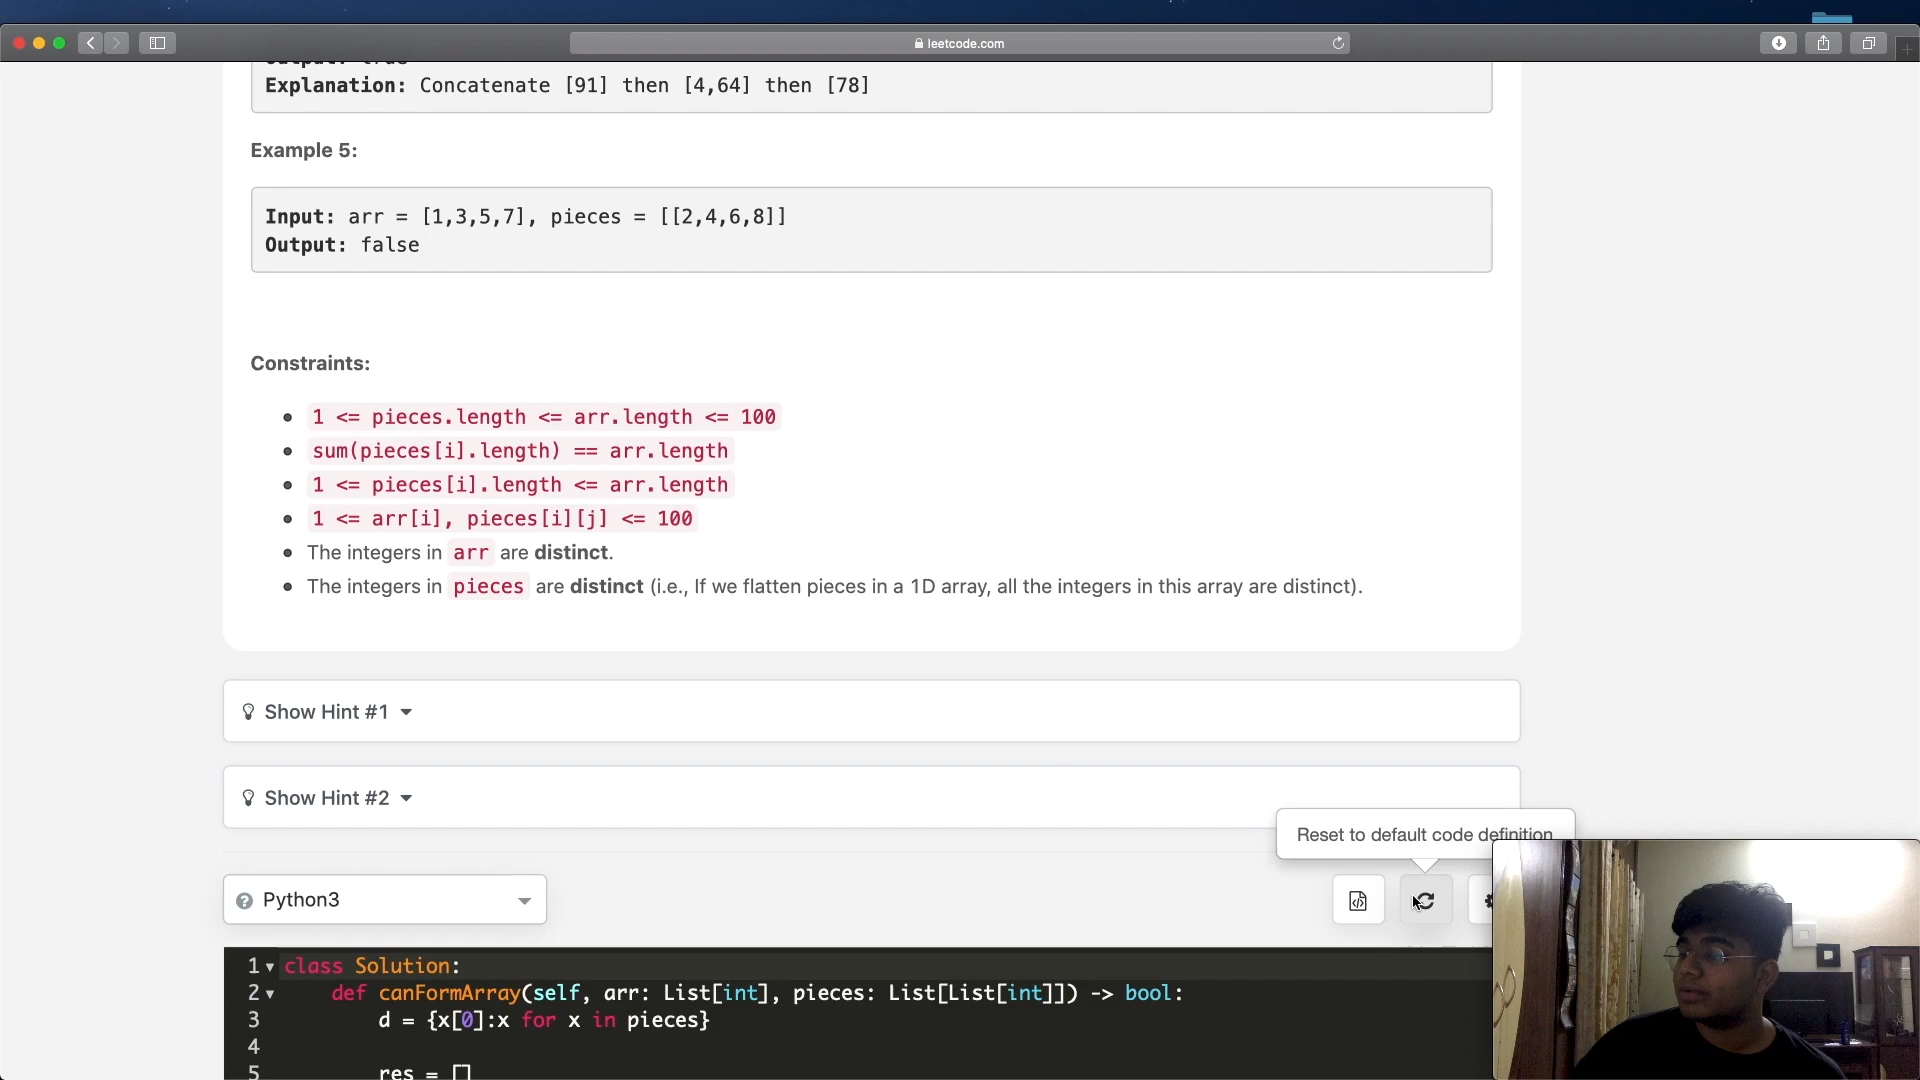 leetcode.com
Output: true
Explanation: Concatenate [91] then [4,64] then [78]
Example 5:
Input: arr = [1,3,5,7], pieces = [[2,4,6,8]]
Output: false
Constraints:
1 <= pieces.length <= arr.length <= 100
sum(pieces[i].length) == arr.length
1 <= pieces[i].length <= arr.length
1 <= arr[i], pieces[i][j] <= 100
The integers in arr are distinct.
The integers in pieces are distinct (i.e., If we flatten pieces in a 1D array, all the integers in this array are distinct).
Show Hint #1
Show Hint #2
Reset to default code definition
Python3
1 class Solution:
2 def canFormArray(self, arr: List[int], pieces: List[List[int]]) -> bool:
3 d = {x[0]:x for x in pieces}
4
5 res = []